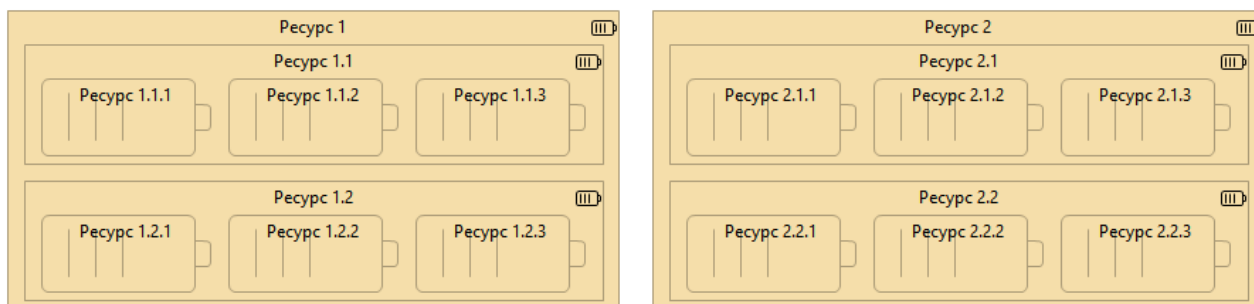 Ресурс 1
Ресурс 1.1
Ресурс 1.1.1
Ресурс 1.1.2
Ресурс 1.1.3
Ресурс 1.2
Ресурс 1.2.1
Ресурс 1.2.2
Ресурс 1.2.3
Ресурс 2
Ресурс 2.1
Ресурс 2.1.1
Ресурс 2.1.2
Ресурс 2.1.3
Ресурс 2.2
Ресурс 2.2.1
Ресурс 2.2.2
Ресурс 2.2.3